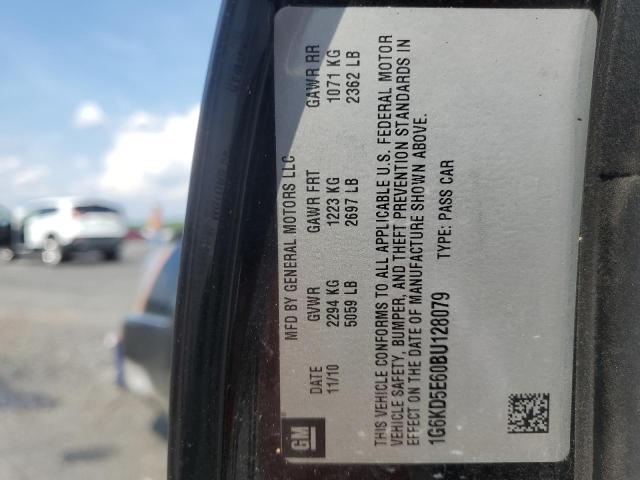 GM
MFD BY GENERAL MOTORS LLC
DATE GVWR GAWR FRT GAWR RR
11/10 2294 KG 1223 KG 1071 KG
5059 LB 2697 LB 2362 LB
THIS VEHICLE CONFORMS TO ALL APPLICABLE U.S. FEDERAL MOTOR
VEHICLE SAFETY, BUMPER, AND THEFT PREVENTION STANDARDS IN
EFFECT ON THE DATE OF MANUFACTURE SHOWN ABOVE.
1G6KD5E60BU128079 TYPE: PASS CAR